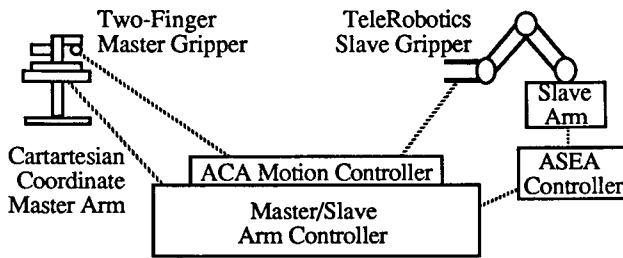 Two-Finger
Master Gripper
TeleRobotics
Slave Gripper
Slave
Arm
Cartartesian
Coordinate
Master Arm
ACA Motion Controller
ASEA
Controller
Master/Slave
Arm Controller